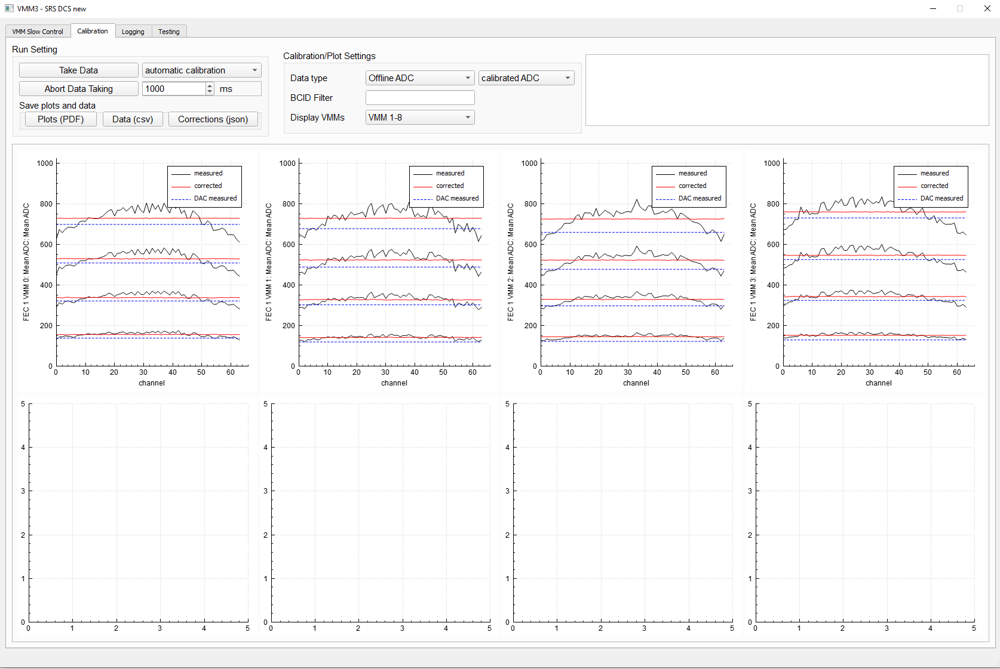 VMM3 - SRS DCS new
VMM Slow Control Calibration Logging Testing
Run Setting
Take Data automatic calibration
Abort Data Taking 1000 ms
Save plots and data
Plots (PDF) Data (csv) Corrections (json)
Calibration/Plot Settings
Data type Offline ADC calibrated ADC
BCID Filter
Display VMMs VMM 1-8
FEC 1 VMM 0: Mean ADC: Mean ADC
1000
800
600
400
200
0
measured
corrected
DAC measured
0 10 20 30 40 50 60
channel
FEC 1 VMM 1: Mean ADC: Mean ADC
1000
800
600
400
200
0
measured
corrected
DAC measured
0 10 20 30 40 50 60
channel
FEC 1 VMM 2: Mean ADC: Mean ADC
1000
800
600
400
200
0
measured
corrected
DAC measured
0 10 20 30 40 50 60
channel
FEC 1 VMM 3: Mean ADC: Mean ADC
1000
800
600
400
200
0
measured
corrected
DAC measured
0 10 20 30 40 50 60
channel
5
4
3
2
1
0
0 1 2 3 4 5
5
4
3
2
1
0
0 1 2 3 4 5
5
4
3
2
1
0
0 1 2 3 4 5
5
4
3
2
1
0
0 1 2 3 4 5